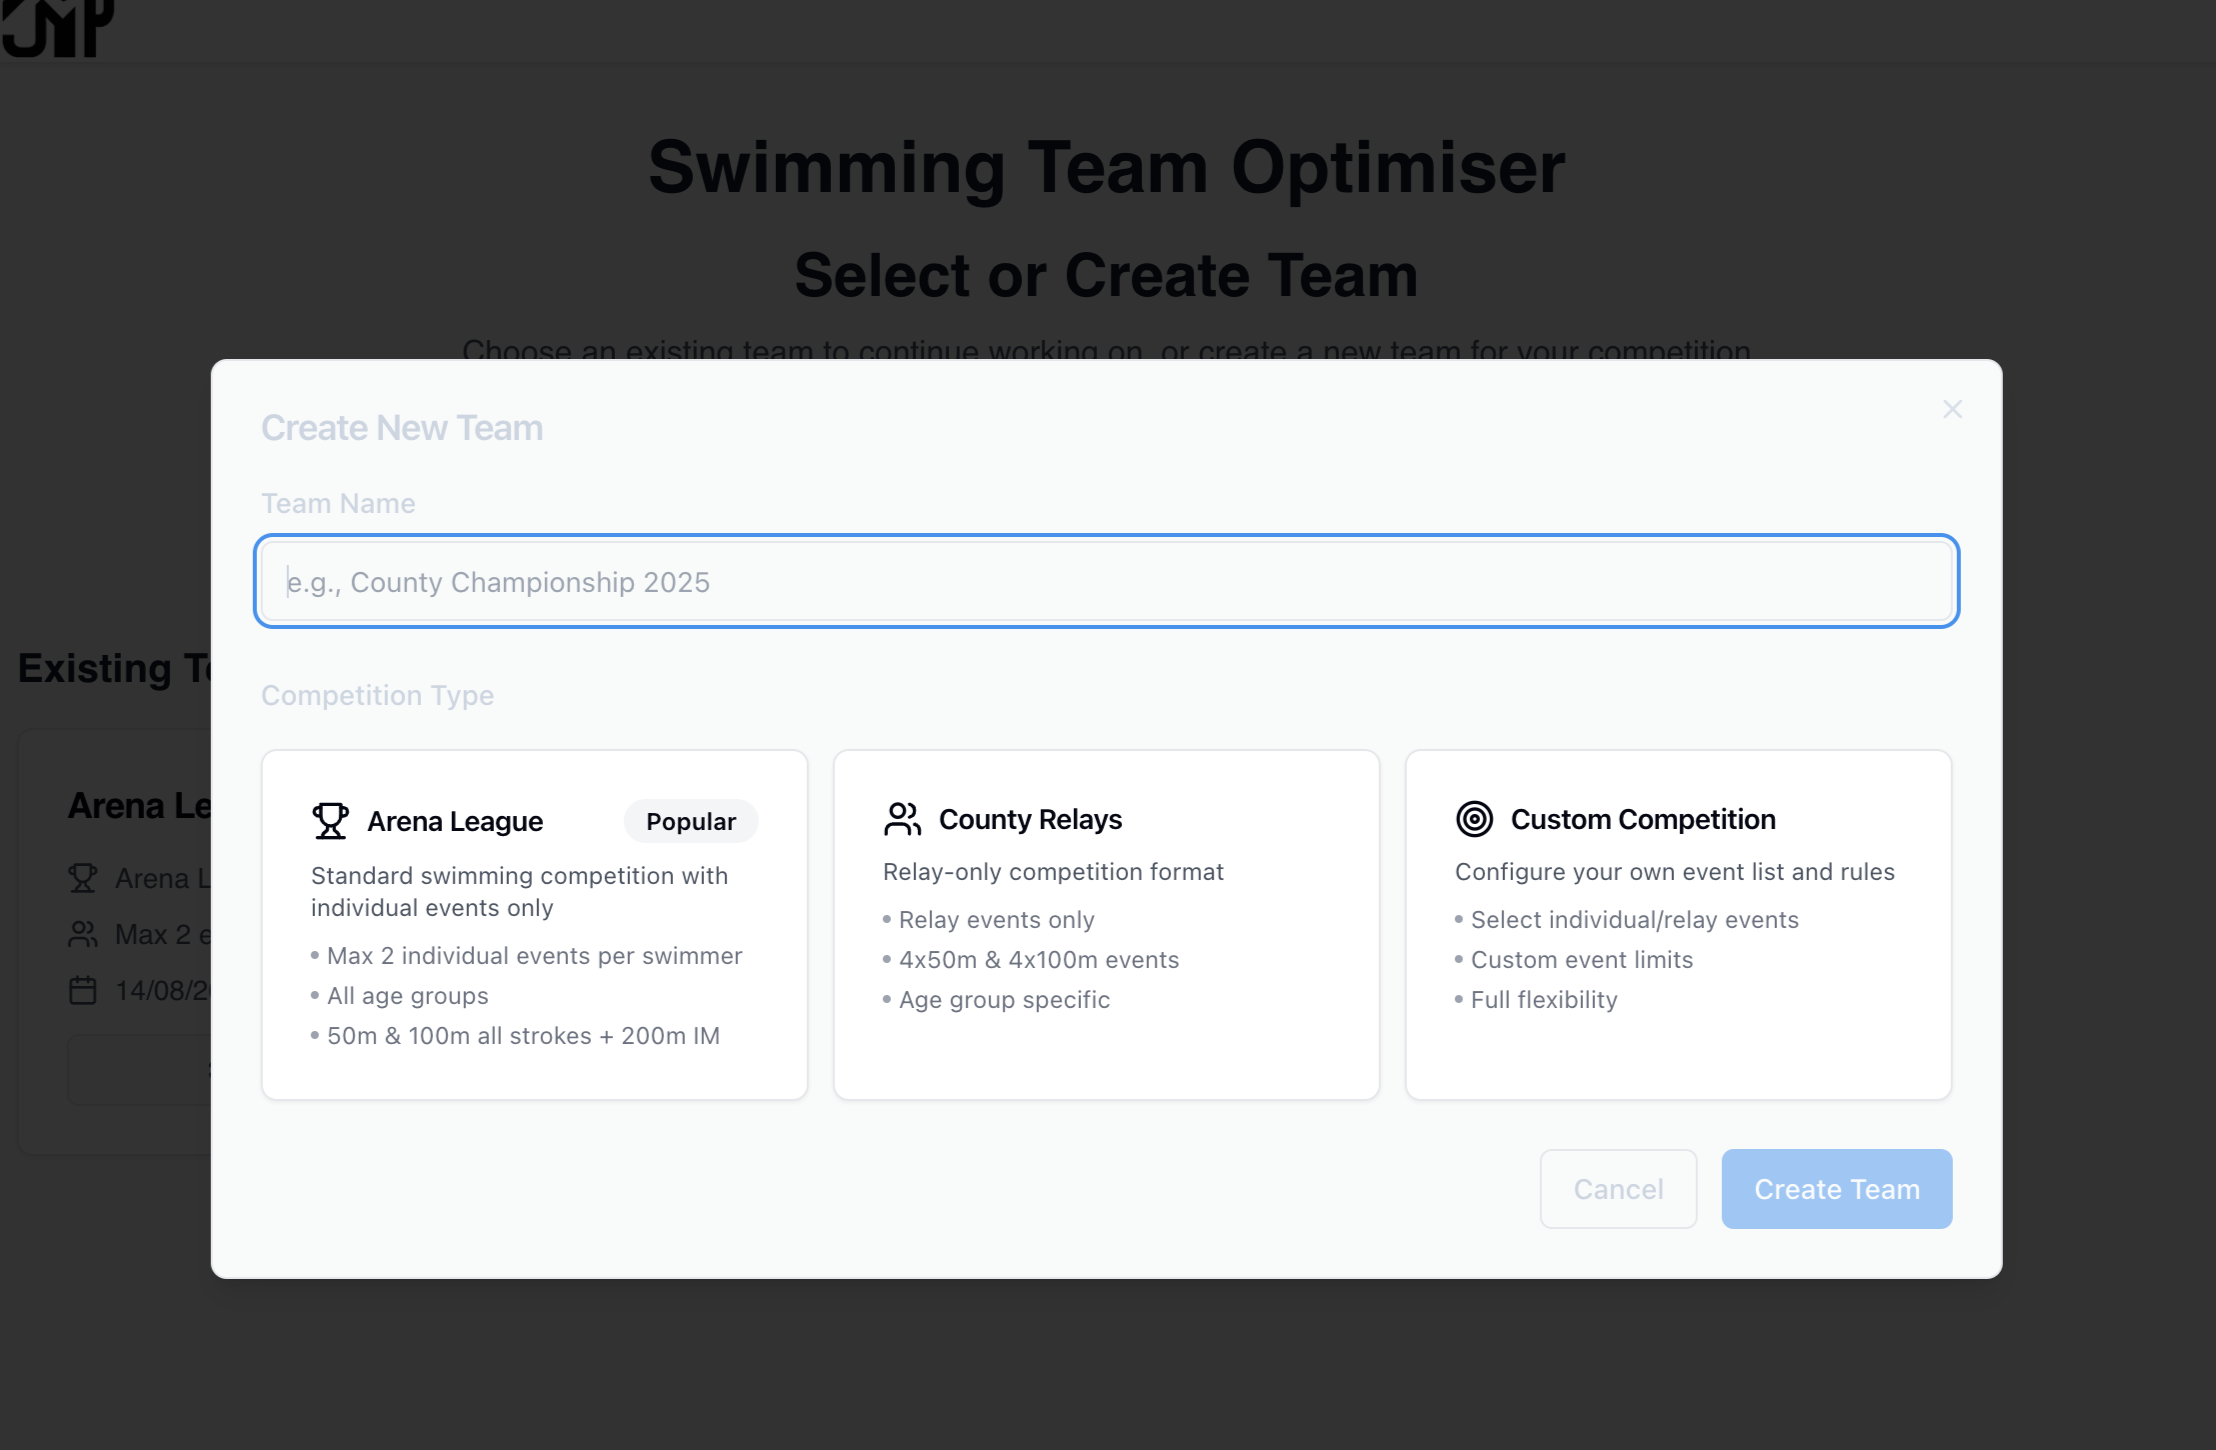 Swimming Team Optimiser
Select or Create Team
Choose an existing team to continue working on, or create a new team for your competition
Create New Team
Team Name
e.g., County Championship 2025
Existing
Competition Type
Arena League
Popular
Standard swimming competition with
individual events only
• Max 2 individual events per swimmer
• All age groups
• 50m & 100m all strokes + 200m IM
County Relays
Relay-only competition format
• Relay events only
• 4x50m & 4x100m events
• Age group specific
Custom Competition
Configure your own event list and rules
• Select individual/relay events
• Custom event limits
• Full flexibility
Arena Le
Arena L
Max 2 e
14/08/2
Cancel
Create Team